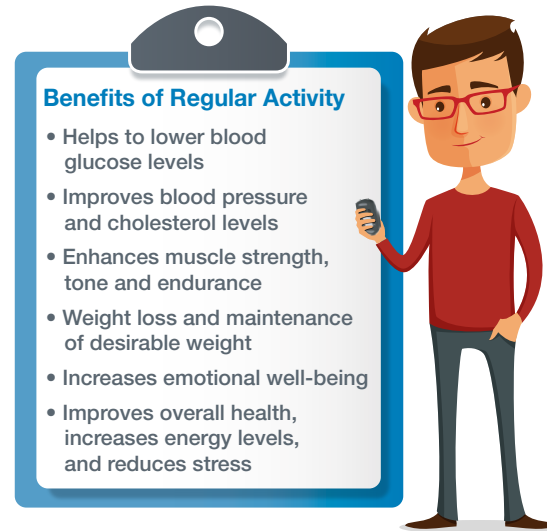 Benefits of Regular Activity
• Helps to lower blood
glucose levels
• Improves blood pressure
and cholesterol levels
• Enhances muscle strength,
tone and endurance
• Weight loss and maintenance
of desirable weight
• Increases emotional well-being
• Improves overall health,
increases energy levels,
and reduces stress